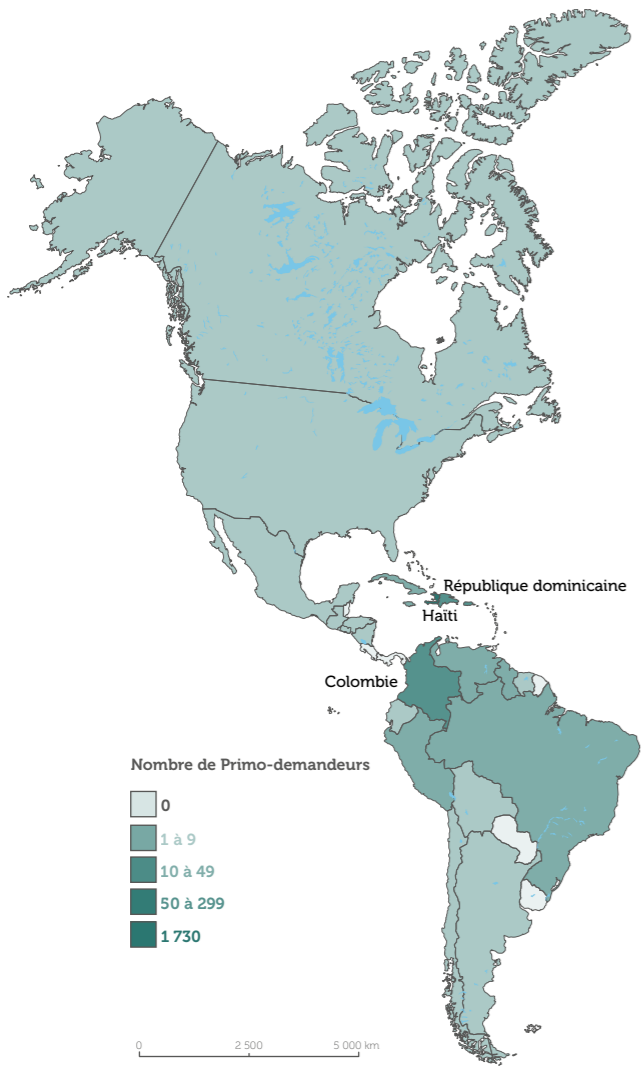 République dominicaine
Haïti
Colombie
Nombre de Primo-demandeurs
0
1 à 9
10 à 49
50 à 299
1 730
0 2 500 5 000 km